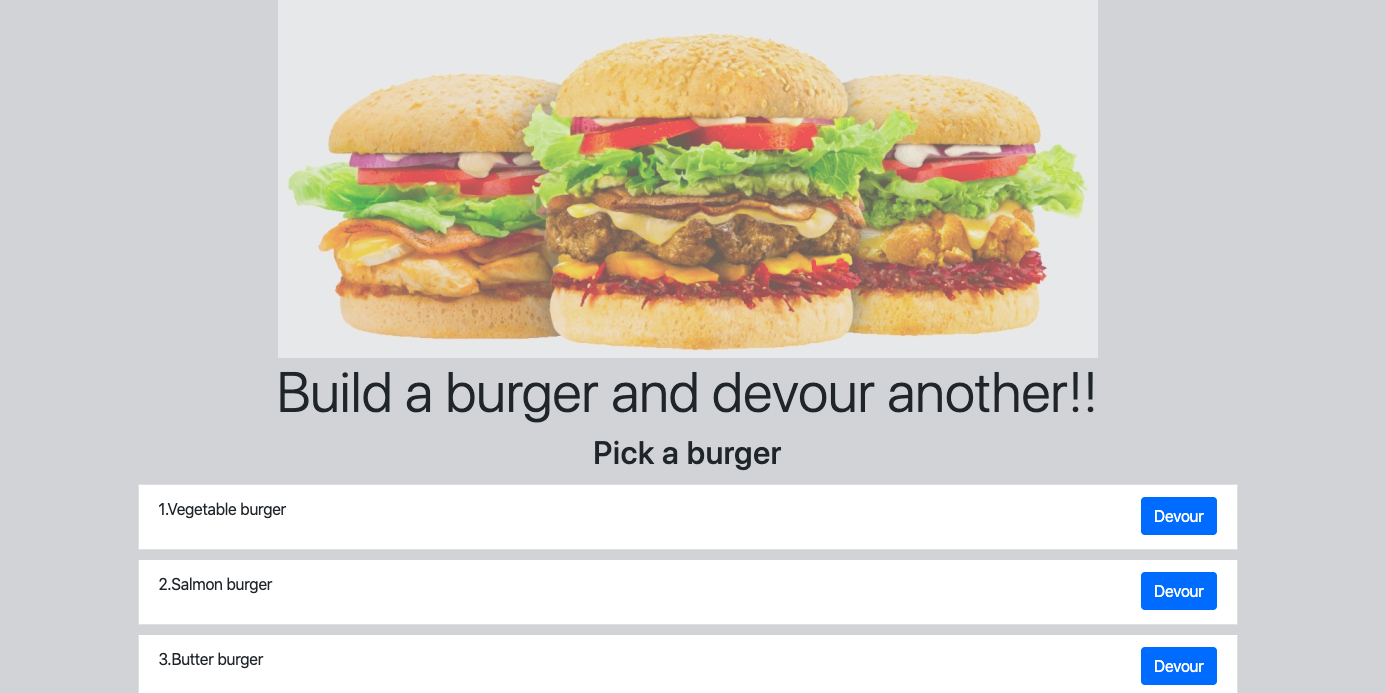 Build a burger and devour another!!
Pick a burger
1.Vegetable burger
Devour
2.Salmon burger
Devour
3.Butter burger
Devour